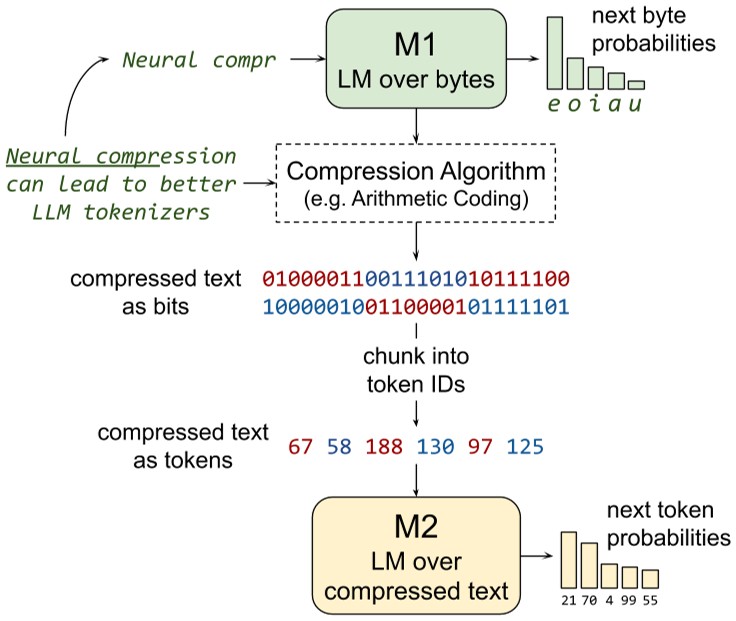 Neural compr
M1
LM over bytes
next byte
probabilities
e o i a u
Neural compression
can lead to better
LLM tokenizers
Compression Algorithm
(e.g. Arithmetic Coding)
compressed text
as bits
010000110011101010111100
100000100110000101111101
chunk into
token IDs
compressed text
as tokens
67 58 188 130 97 125
M2
LM over
compressed text
next token
probabilities
21 70 4 99 55